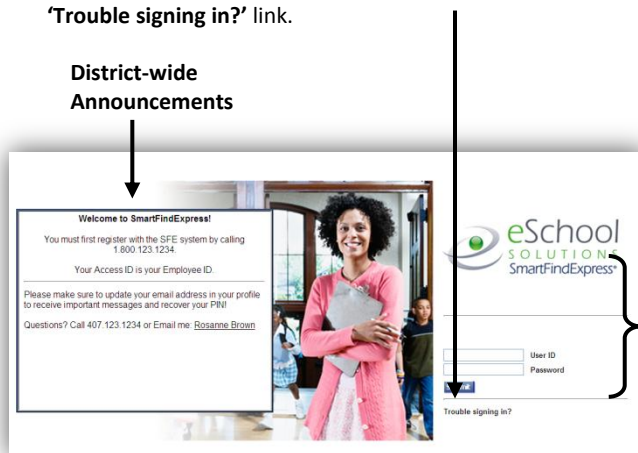 'Trouble signing in?' link.
District-wide
Announcements
Welcome to SmartFindExpress!
You must first register with the SFE system by calling
1.800.123.1234.
Your Access ID is your Employee ID.
Please make sure to update your email address in your profile
to receive important messages and recover your PIN!
Questions? Call 407.123.1234 or Email me: Rosanne Brown
eSchool
SOLUTIONS
SmartFindExpress®
User ID
Password
Trouble signing in?